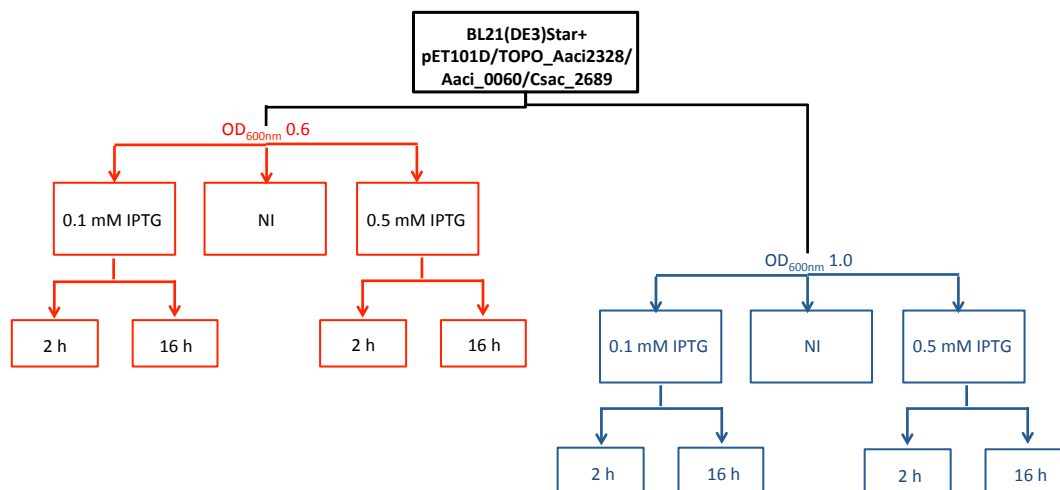 BL21(DE3)Star+
pET101D/TOPO_Aaci2328/
Aaci_0060/Csac_2689
OD600nm 0.6
0.1 mM IPTG
NI
0.5 mM IPTG
2 h
16 h
2 h
16 h
OD600nm 1.0
0.1 mM IPTG
NI
0.5 mM IPTG
2 h
16 h
2 h
16 h